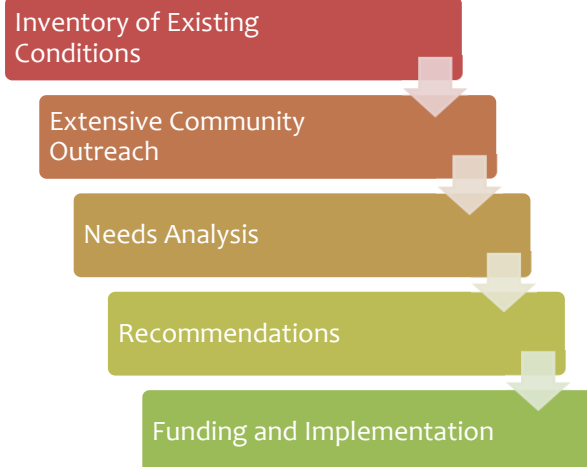 Inventory of Existing
Conditions
Extensive Community
Outreach
Needs Analysis
Recommendations
Funding and Implementation